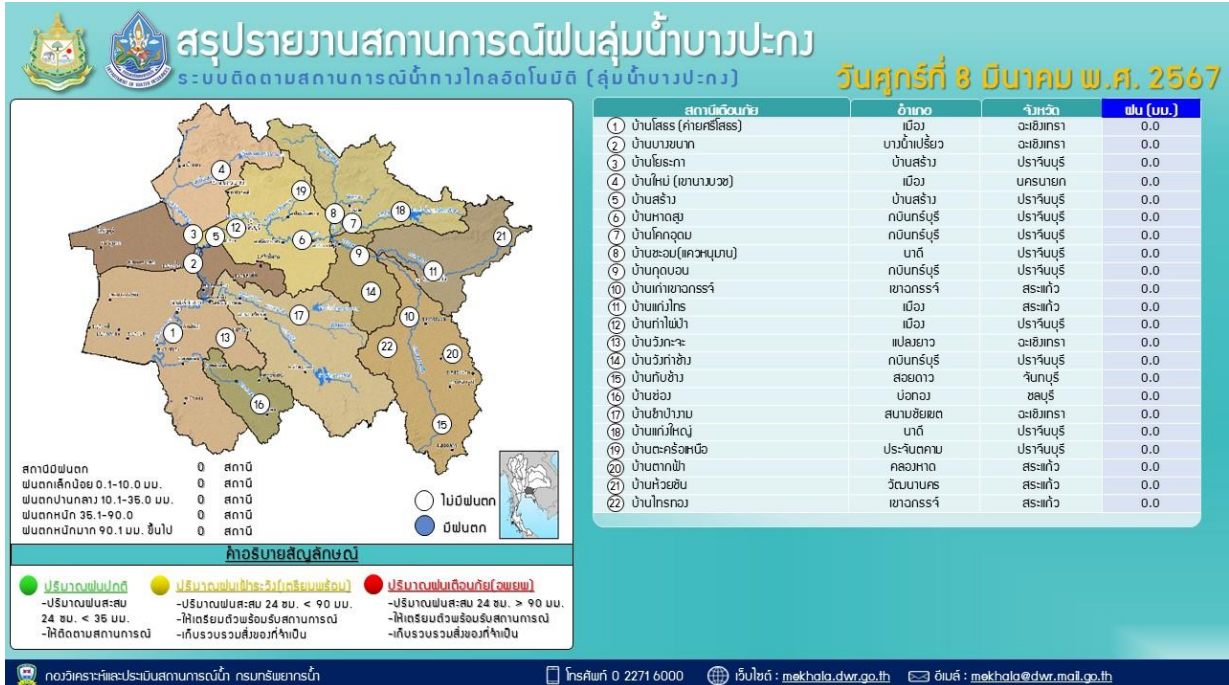 สรุปรายงานสถานการณ์ฝนลุ่มน้ำบางปะกง
ระบบติดตามสถานการณ์น้ำทางไกลอัตโนมัติ (ลุ่มน้ำบางปะกง)
วันศุกร์ที่ 8 มีนาคม พ.ศ. 2567
สถานีเตือนภัย อำเภอ จังหวัด ฝน (มม.)
1 บ้านโสธร (ค่ายศรีโสธร) เมือง ฉะเชิงเทรา 0.0
2 บ้านบางขนาก บางน้ำเปรี้ยว ฉะเชิงเทรา 0.0
3 บ้านโยธะกา บ้านสร้าง ปราจีนบุรี 0.0
4 บ้านใหม่ (เขานางบวช) เมือง นครนายก 0.0
5 บ้านสร้าง บ้านสร้าง ปราจีนบุรี 0.0
6 บ้านหาดสูง กบินทร์บุรี ปราจีนบุรี 0.0
7 บ้านโคกอุดม กบินทร์บุรี ปราจีนบุรี 0.0
8 บ้านชะอม(แควหนุมาน) นาดี ปราจีนบุรี 0.0
9 บ้านกุดบอน กบินทร์บุรี ปราจีนบุรี 0.0
10 บ้านเก่าเขาฉกรรจ์ เขาฉกรรจ์ สระแก้ว 0.0
11 บ้านแก่งไทร เมือง สระแก้ว 0.0
12 บ้านท่าไผ่ป่า เมือง ปราจีนบุรี 0.0
13 บ้านวังกะจะ แปลงยาว ฉะเชิงเทรา 0.0
14 บ้านวังท่าช้าง กบินทร์บุรี ปราจีนบุรี 0.0
15 บ้านทับช้าง สอยดาว จันทบุรี 0.0
16 บ้านช่อง บ่อทอง ชลบุรี 0.0
17 บ้านชำป่างาม สนามชัยเขต ฉะเชิงเทรา 0.0
18 บ้านแก่งใหญ่ นาดี ปราจีนบุรี 0.0
19 บ้านตะคร้อเหนือ ประจันตคาม ปราจีนบุรี 0.0
20 บ้านตากฟ้า คลองหาด สระแก้ว 0.0
21 บ้านห้วยชัน วัฒนานคร สระแก้ว 0.0
22 บ้านไทรทอง เขาฉกรรจ์ สระแก้ว 0.0
สถานีมีฝนตก 0 สถานี
ฝนตกเล็กน้อย 0.1-10.0 มม. 0 สถานี
ฝนตกปานกลาง 10.1-35.0 มม. 0 สถานี
ฝนตกหนัก 35.1-90.0 0 สถานี
ฝนตกหนักมาก 90.1 มม. ขึ้นไป 0 สถานี
ไม่มีฝนตก
มีฝนตก
คำอธิบายสัญลักษณ์
ปริมาณฝนปกติ
-ปริมาณฝนสะสม
24 ชม. < 35 มม.
-ให้ติดตามสถานการณ์
ปริมาณฝนเฝ้าระวัง(เตรียมพร้อม)
-ปริมาณฝนสะสม 24 ชม. < 90 มม.
-ให้เตรียมตัวพร้อมรับสถานการณ์
-เก็บรวบรวมสิ่งของที่จำเป็น
ปริมาณฝนเตือนภัย(อพยพ)
-ปริมาณฝนสะสม 24 ชม. > 90 มม.
-ให้เตรียมตัวพร้อมรับสถานการณ์
-เก็บรวบรวมสิ่งของที่จำเป็น
กองวิเคราะห์และประเมินสถานการณ์น้ำ กรมทรัพยากรน้ำ
โทรศัพท์ 0 2271 6000
เว็บไซต์ : mekhala.dwr.go.th
อีเมล์ : mekhala@dwr.mail.go.th